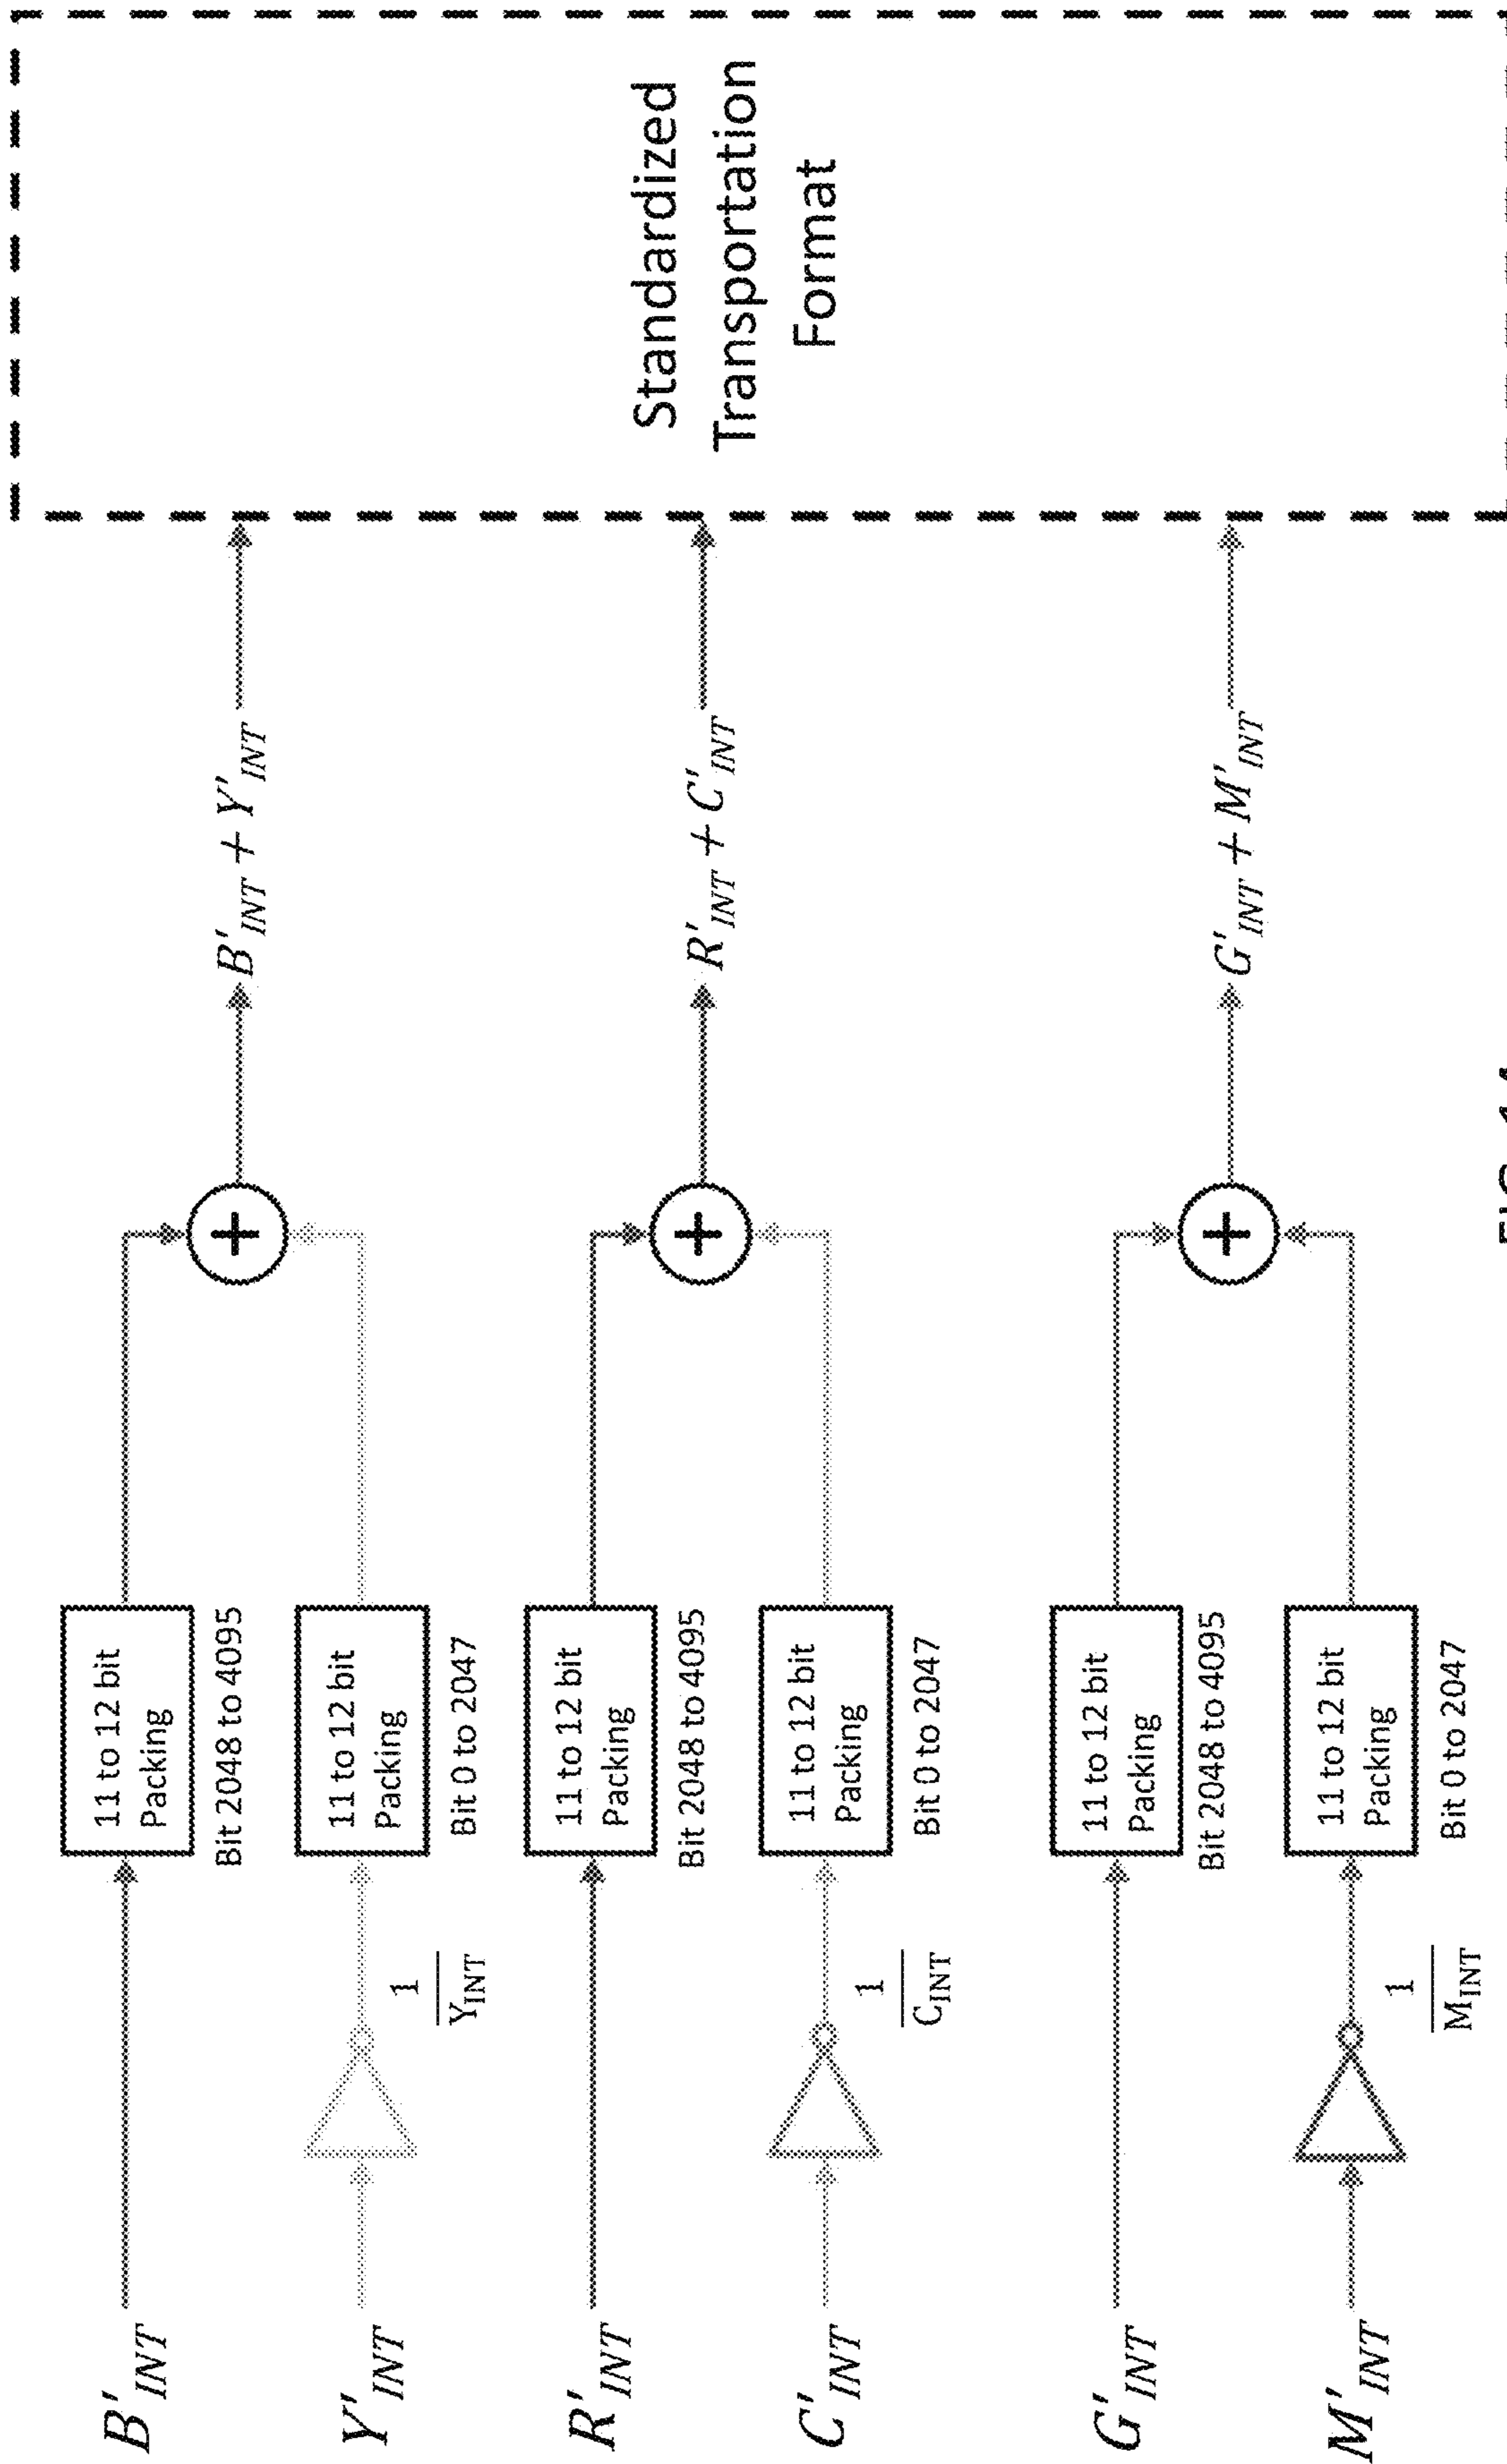 B'INT
11 to 12 bit
Packing
Bit 2048 to 4095
B'INT + Y'INT
Y'INT
1
YINT
11 to 12 bit
Packing
Bit 0 to 2047
R'INT
11 to 12 bit
Packing
Bit 2048 to 4095
R'INT + C'INT
C'INT
1
CINT
11 to 12 bit
Packing
Bit 0 to 2047
G'INT
11 to 12 bit
Packing
Bit 2048 to 4095
G'INT + M'INT
M'INT
1
MINT
11 to 12 bit
Packing
Bit 0 to 2047
+
+
+
Standardized
Transportation
Format